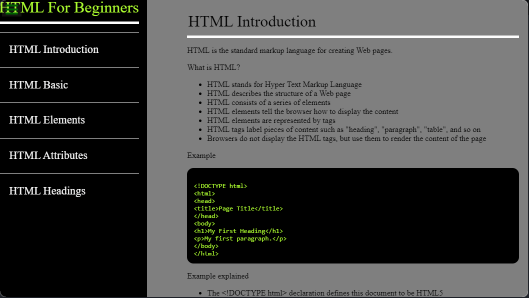 HTML For Beginners
HTML Introduction
HTML Basic
HTML Elements
HTML Attributes
HTML Headings
HTML Introduction
HTML is the standard markup language for creating Web pages.
What is HTML?
HTML stands for Hyper Text Markup Language
HTML describes the structure of a Web page
HTML consists of a series of elements
HTML elements tell the browser how to display the content
HTML elements are represented by tags
HTML tags label pieces of content such as "heading", "paragraph", "table", and so on
Browsers do not display the HTML tags, but use them to render the content of the page
Example
<!DOCTYPE html>
<html>
<head>
<title>Page Title</title>
</head>
<body>
<h1>My First Heading</h1>
<p>My first paragraph.</p>
</body>
</html>
Example explained
The <!DOCTYPE html> declaration defines this document to be HTML5